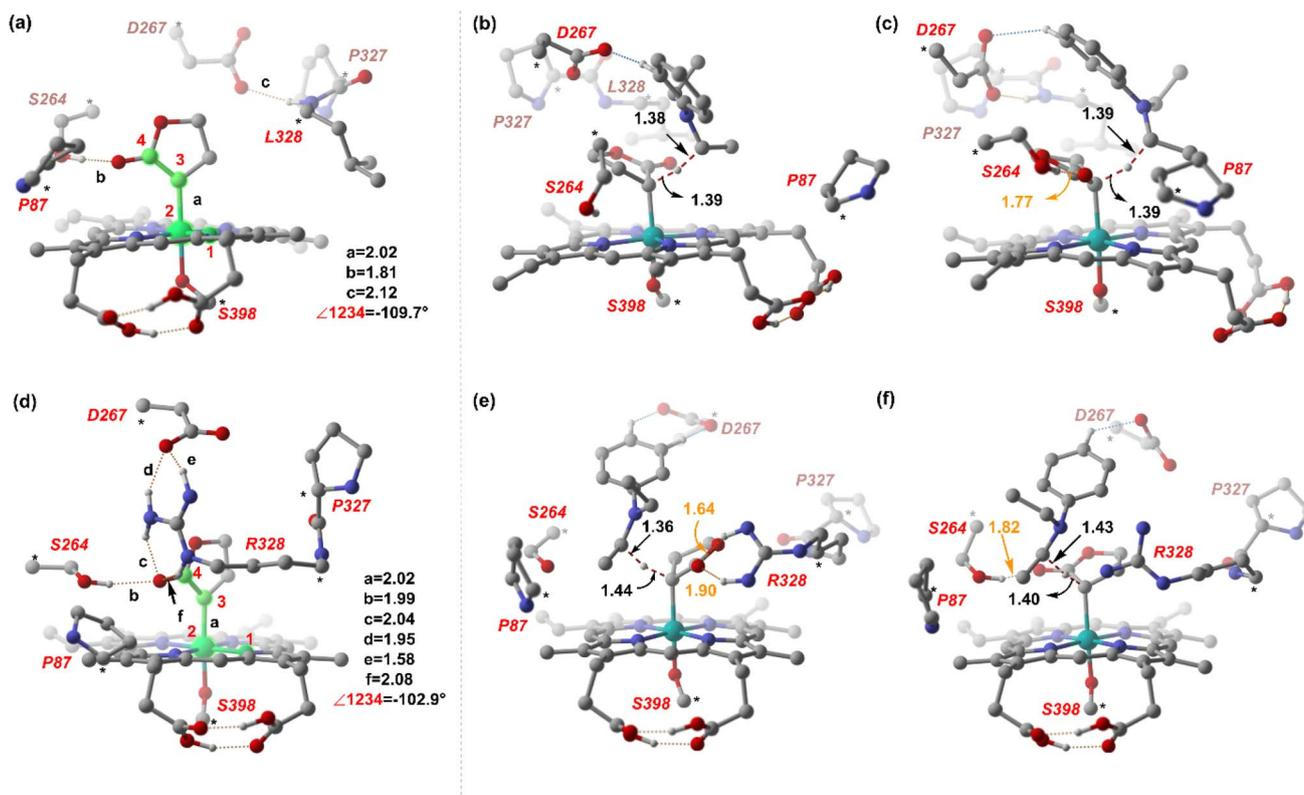 (a)
D267
P327
c
S264
4
3
L328
b
a
P87
2
1
S398
a=2.02
b=1.81
c=2.12
∠1234=-109.7°
(b)
D267
L328
P327
1.38
S264
P87
1.39
S398
(c)
D267
1.39
P327
S264
P87
1.77
1.39
S398
(d)
D267
d
e
P327
S264
R328
c
4
b
f
3
a
2
1
P87
S398
a=2.02
b=1.99
c=2.04
d=1.95
e=1.58
f=2.08
∠1234=-102.9°
(e)
D267
S264
1.64
P327
1.36
R328
1.44
1.90
P87
S398
(f)
D267
P327
S264
1.82
1.43
R328
P87
1.40
S398